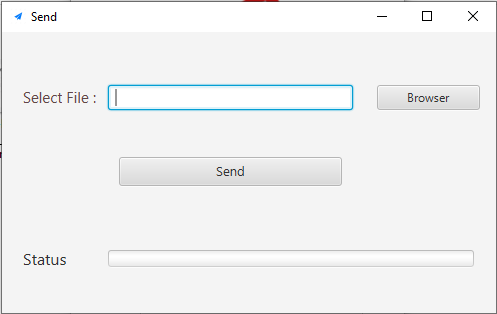 Send
Select File :
Browser
Send
Status